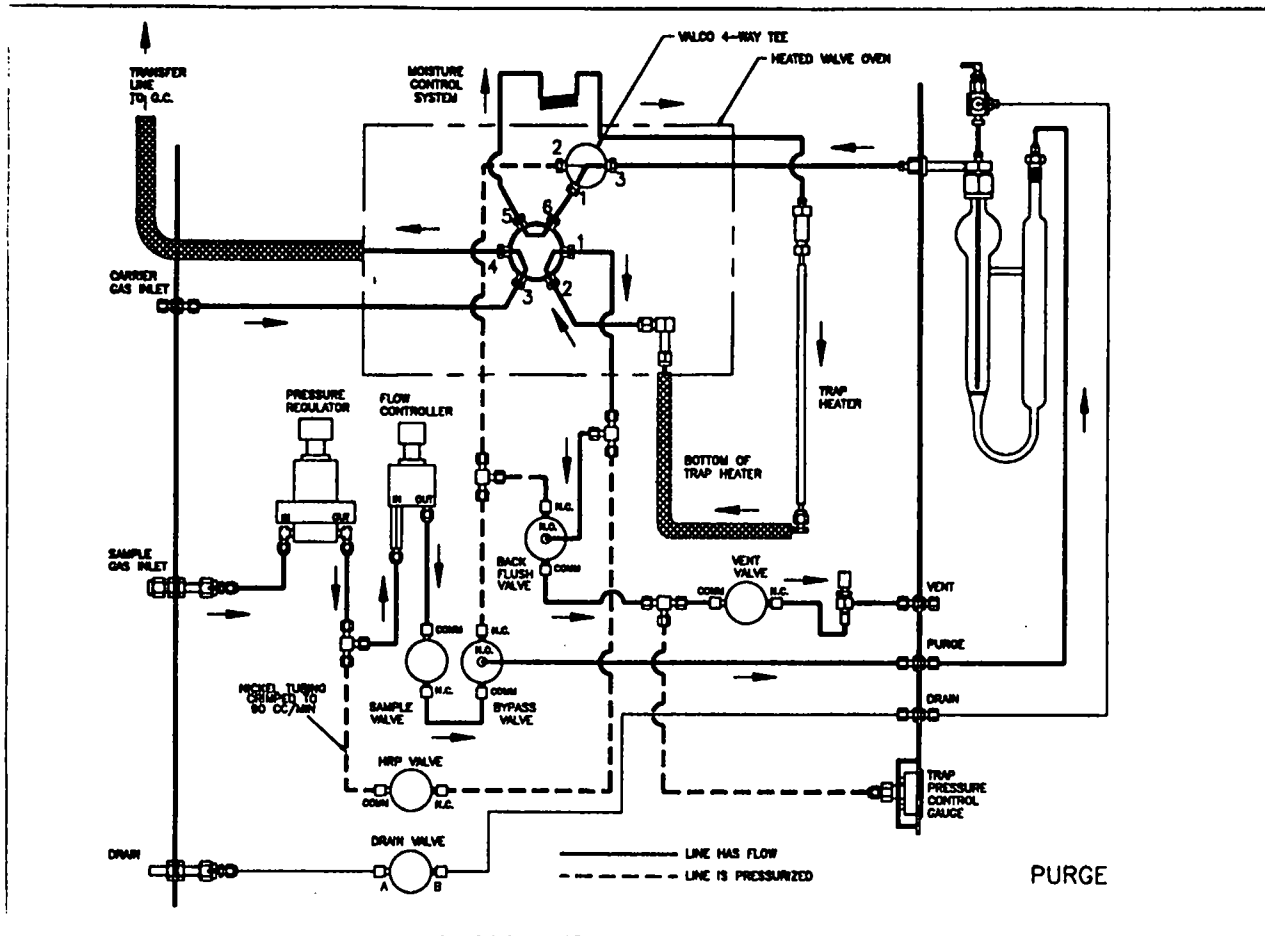 VALCO 4-WAY TEE
HEATED VALVE OVEN
TRANSFER
LINE
TO G.C.
MOISTURE
CONTROL
SYSTEM
2
3
1
5
6
4
1
3
2
CARRIER
GAS INLET
PRESSURE
REGULATOR
FLOW
CONTROLLER
TRAP
HEATER
BOTTOM OF
TRAP HEATER
IN
OUT
IN
OUT
N.C.
N.O.
COMM
BACK
FLUSH
VALVE
SAMPLE
GAS INLET
VENT
VALVE
COMM
N.C.
VENT
COMM
N.C.
N.C.
N.O.
COMM
PURGE
SAMPLE
VALVE
BYPASS
VALVE
DRAIN
NICKEL TUBING
CRIMPED TO
90 CC/MIN
HRP VALVE
COMM
N.C.
TRAP
PRESSURE
CONTROL
GAUGE
DRAIN
DRAIN VALVE
A
B
LINE HAS FLOW
LINE IS PRESSURIZED
PURGE